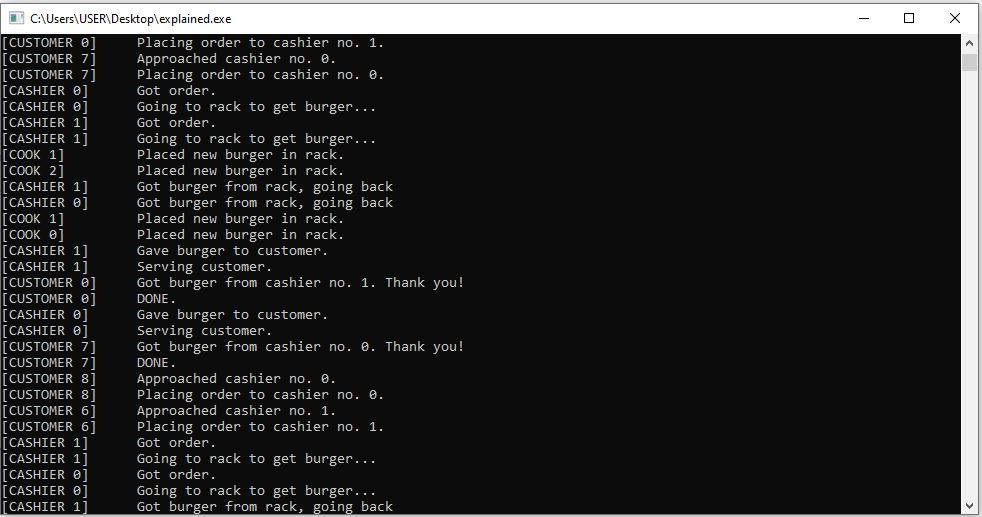 C:\Users\USER\Desktop\explained.exe
[CUSTOMER 0] Placing order to cashier no. 1.
[CUSTOMER 7] Approached cashier no. 0.
[CUSTOMER 7] Placing order to cashier no. 0.
[CASHIER 0] Got order.
[CASHIER 0] Going to rack to get burger...
[CASHIER 1] Got order.
[CASHIER 1] Going to rack to get burger...
[COOK 1] Placed new burger in rack.
[COOK 2] Placed new burger in rack.
[CASHIER 1] Got burger from rack, going back
[CASHIER 0] Got burger from rack, going back
[COOK 1] Placed new burger in rack.
[COOK 0] Placed new burger in rack.
[CASHIER 1] Gave burger to customer.
[CASHIER 1] Serving customer.
[CUSTOMER 0] Got burger from cashier no. 1. Thank you!
[CUSTOMER 0] DONE.
[CASHIER 0] Gave burger to customer.
[CASHIER 0] Serving customer.
[CUSTOMER 7] Got burger from cashier no. 0. Thank you!
[CUSTOMER 7] DONE.
[CUSTOMER 8] Approached cashier no. 0.
[CUSTOMER 8] Placing order to cashier no. 0.
[CUSTOMER 6] Approached cashier no. 1.
[CUSTOMER 6] Placing order to cashier no. 1.
[CASHIER 1] Got order.
[CASHIER 1] Going to rack to get burger...
[CASHIER 0] Got order.
[CASHIER 0] Going to rack to get burger...
[CASHIER 1] Got burger from rack, going back